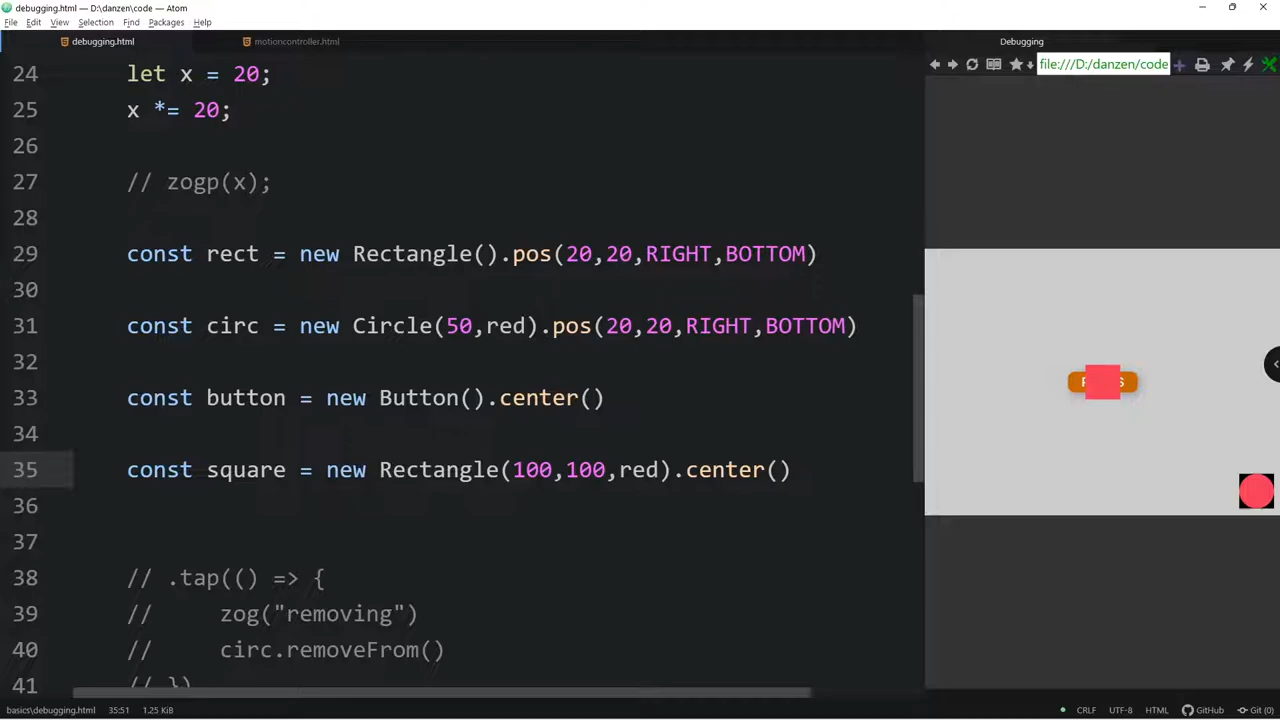 debugging.html — D:\danzen\code — Atom
File Edit View Selection Find Packages Help
debugging.html
motioncontroller.html
Debugging
file:///D:/danzen/code
24 let x = 20;
25 x *= 20;
26
27 // zogp(x);
28
29 const rect = new Rectangle().pos(20,20,RIGHT,BOTTOM)
30
31 const circ = new Circle(50,red).pos(20,20,RIGHT,BOTTOM)
32
33 const button = new Button().center()
34
35 const square = new Rectangle(100,100,red).center()
36
37
38 // .tap(() => {
39 //     zog("removing")
40 //     circ.removeFrom()
41 // })
basics\debugging.html 35:51 1.25 KiB
CRLF UTF-8 HTML GitHub Git (0)